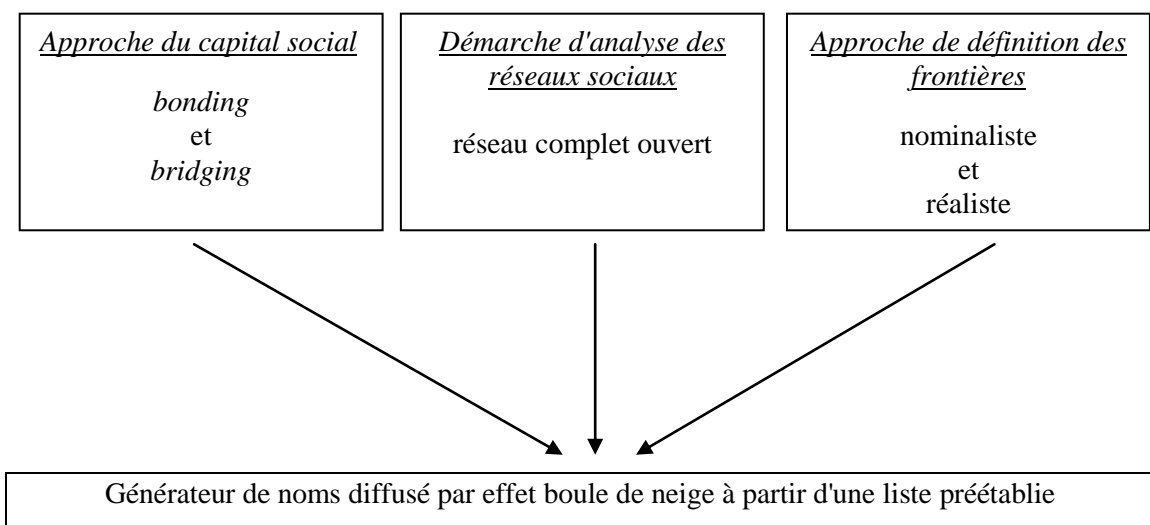 Approche du capital social
bonding
et
bridging
Démarche d'analyse des
réseaux sociaux
réseau complet ouvert
Approche de définition des
frontières
nominaliste
et
réaliste
Générateur de noms diffusé par effet boule de neige à partir d'une liste préétablie